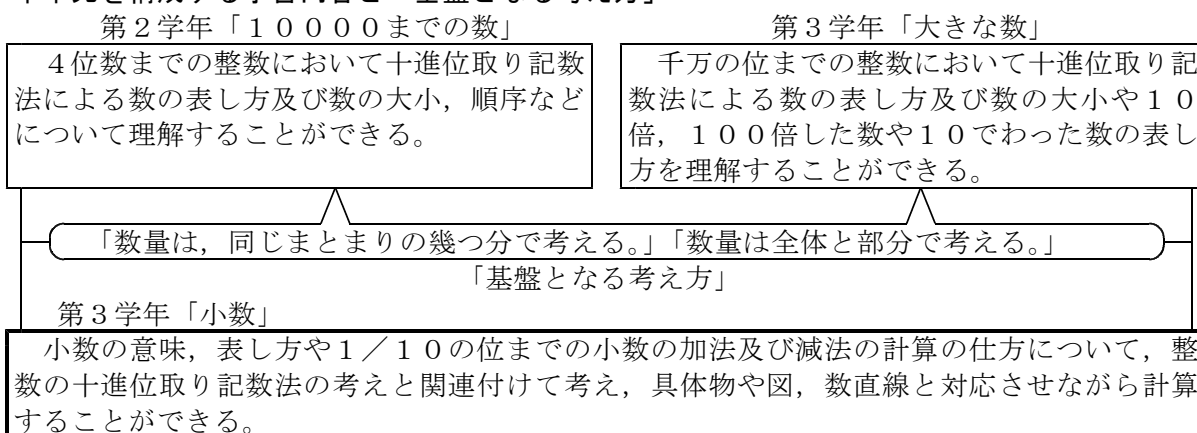 第２学年「１００００までの数」
４位数までの整数において十進位取り記数
法による数の表し方及び数の大小，順序など
について理解することができる。
第３学年「大きな数」
千万の位までの整数において十進位取り記
数法による数の表し方及び数の大小や１０
倍，１００倍した数や１０でわった数の表し
方を理解することができる。
「数量は，同じまとまりの幾つ分で考える。」「数量は全体と部分で考える。」
「基盤となる考え方」
第３学年「小数」
小数の意味，表し方や１／１０の位までの小数の加法及び減法の計算の仕方について，整
数の十進位取り記数法の考えと関連付けて考え，具体物や図，数直線と対応させながら計算
することができる。